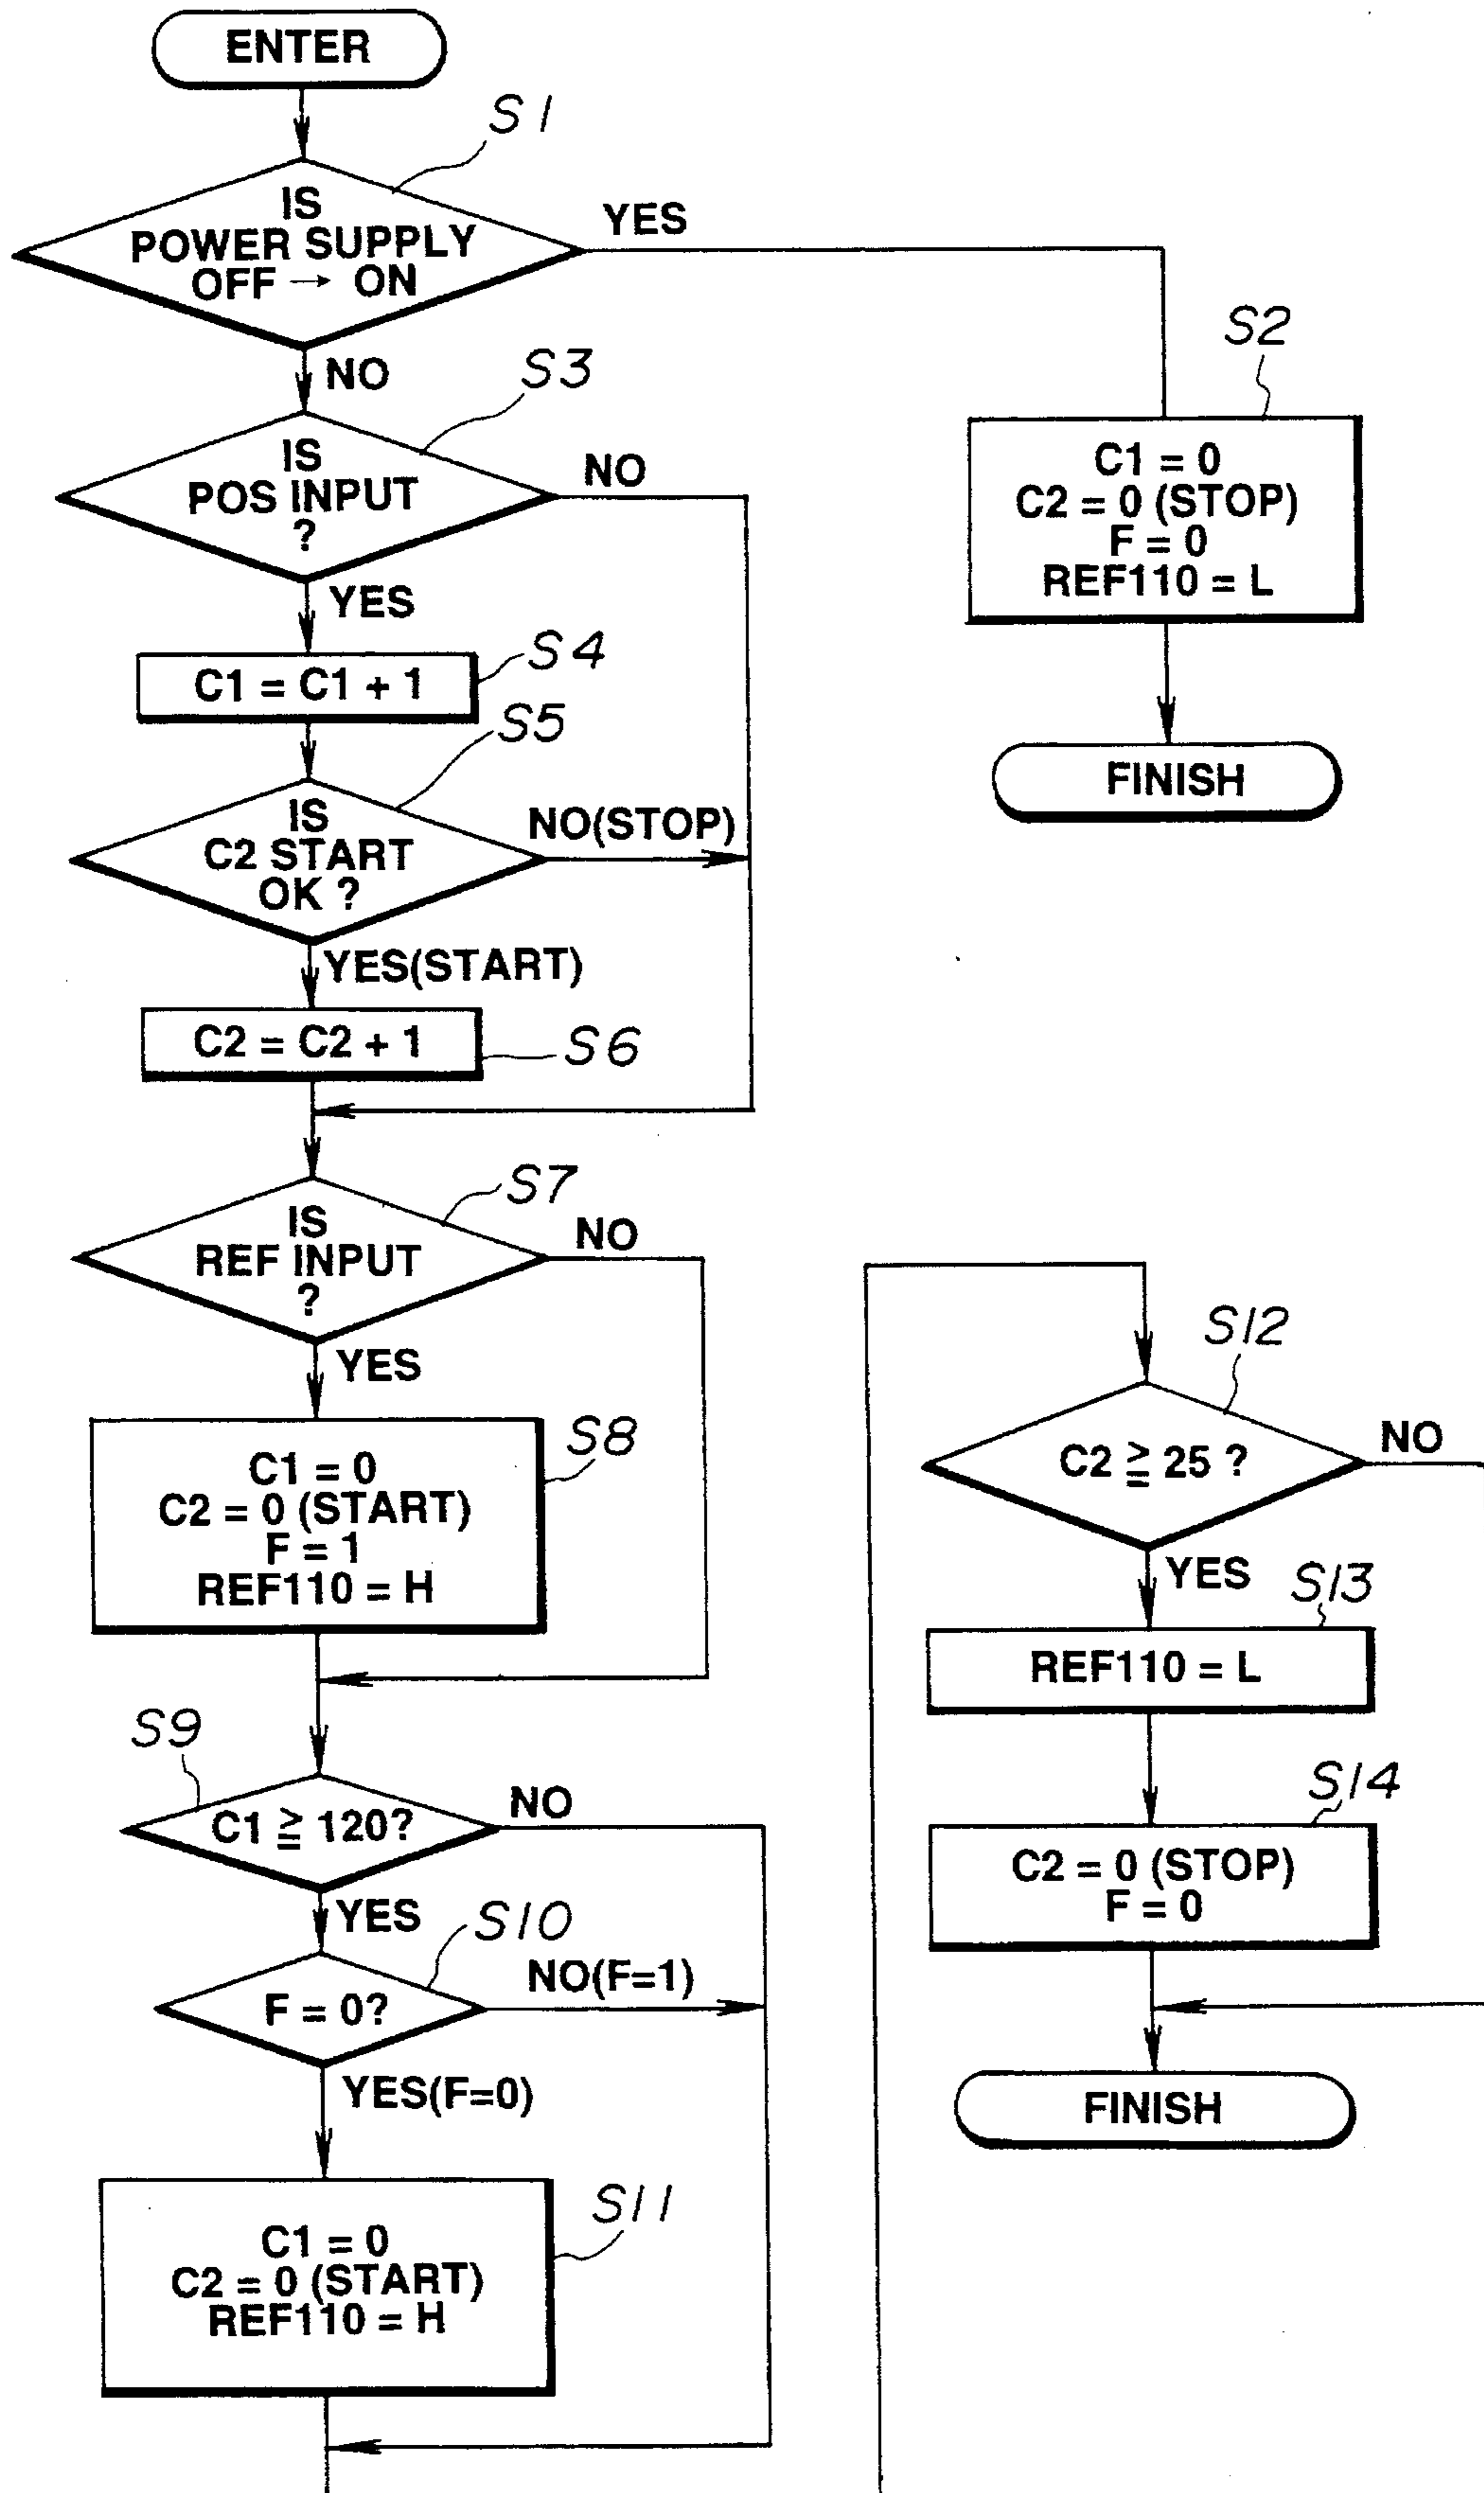 ENTER
S1
IS
POWER SUPPLY
OFF → ON
YES
NO
S2
C1 = 0
C2 = 0 (STOP)
F = 0
REF110 = L
FINISH
S3
IS
POS INPUT
?
NO
YES
S4
C1 = C1 + 1
S5
IS
C2 START
OK ?
NO(STOP)
YES(START)
C2 = C2 + 1
S6
S7
IS
REF INPUT
?
NO
YES
S8
C1 = 0
C2 = 0 (START)
F = 1
REF110 = H
S9
C1 ≧ 120?
NO
YES
S10
F = 0?
NO(F=1)
YES(F=0)
S11
C1 = 0
C2 = 0 (START)
REF110 = H
S12
C2 ≧ 25 ?
NO
YES
S13
REF110 = L
S14
C2 = 0 (STOP)
F = 0
FINISH